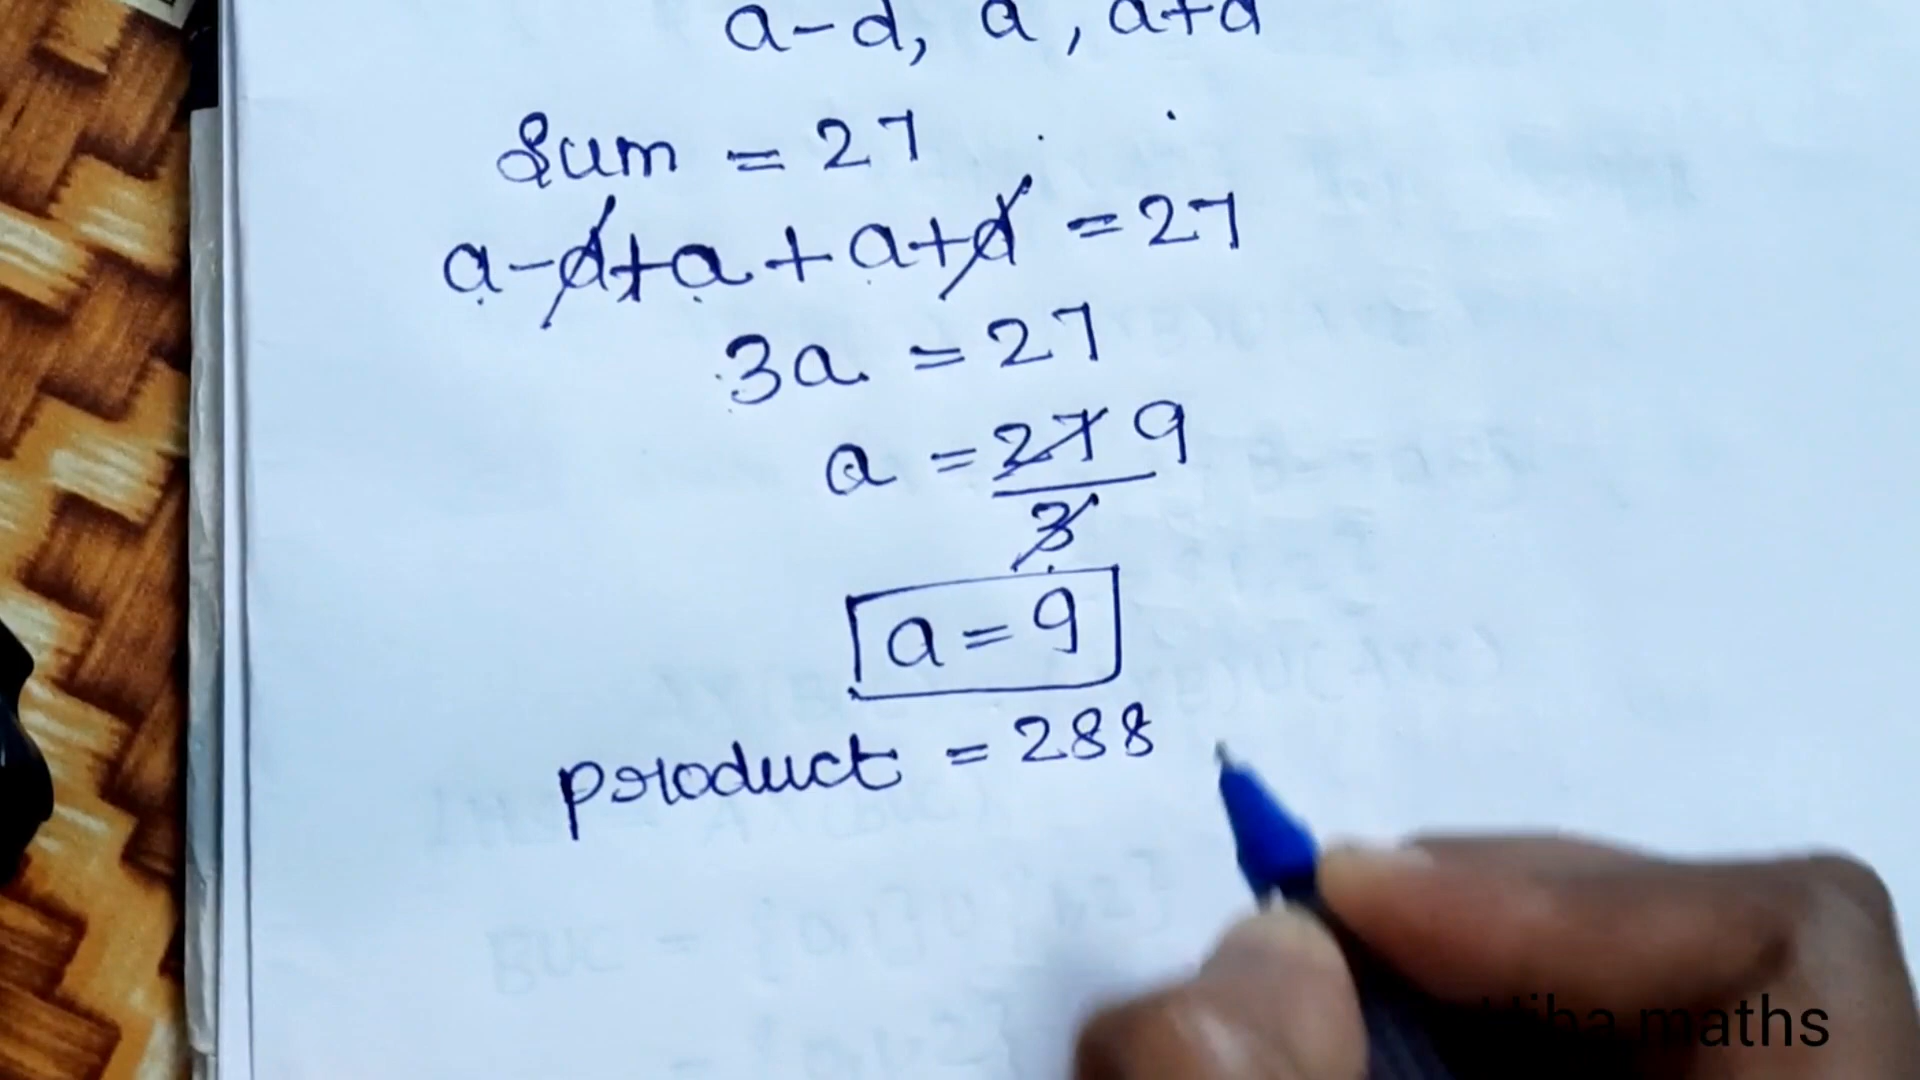 a-d, a, a+d
Sum = 27
a-d+a+a+d = 27
3a = 27
a = 27 9
3
a = 9
product = 288
maths